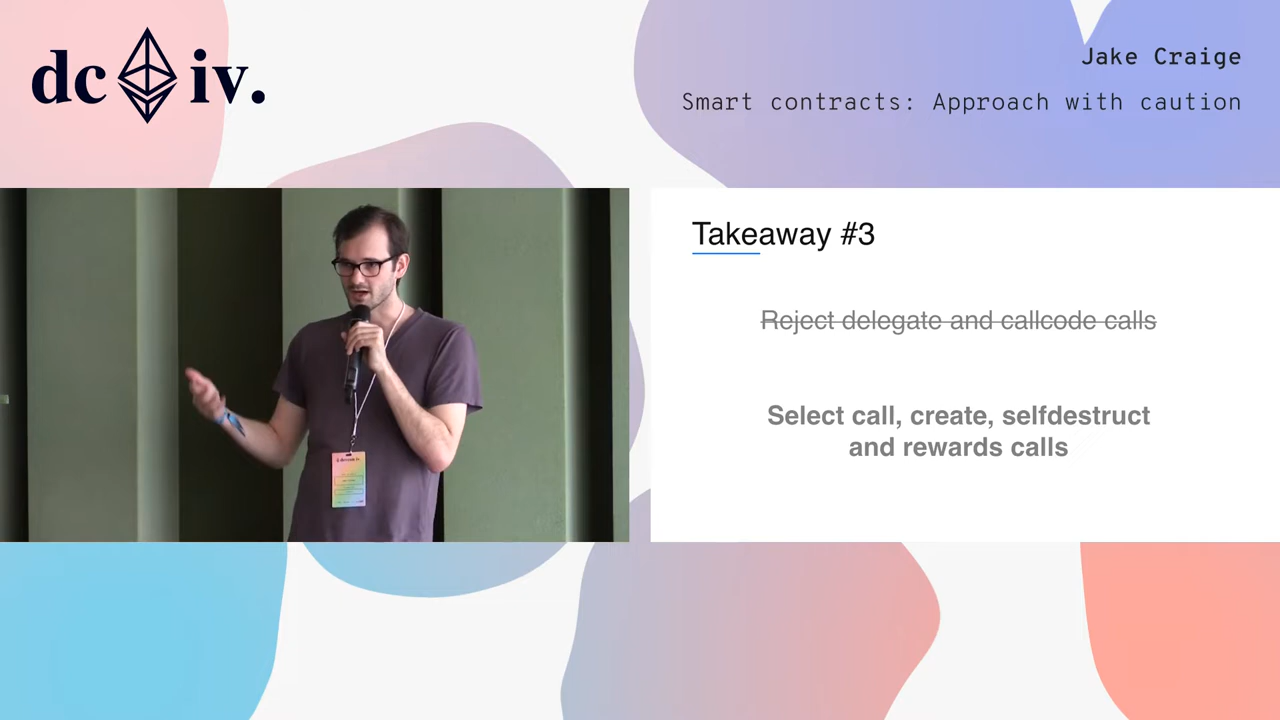 dc iv.
Jake Craige
Smart contracts: Approach with caution
Takeaway #3
Reject delegate and callcode calls
Select call, create, selfdestruct
and rewards calls